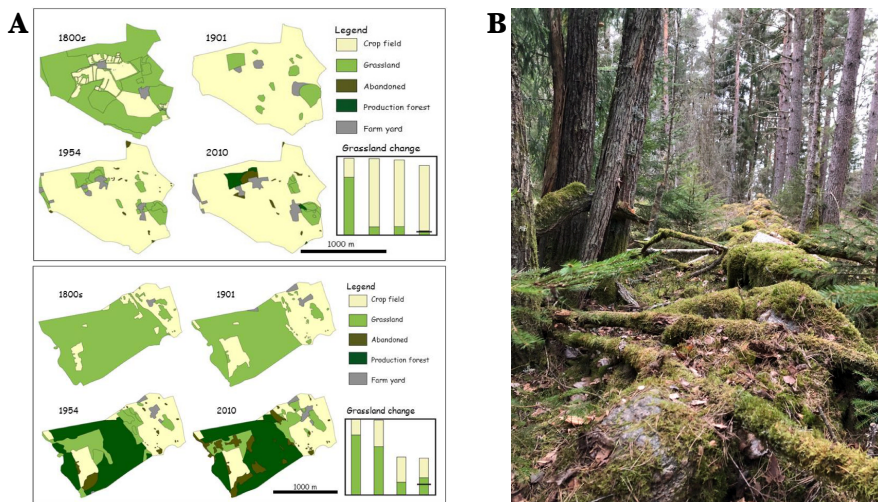 A
1800s
1901
Legend
Crop field
Grassland
Abandoned
Production forest
Farm yard
1954
2010
Grassland change
1000 m
1800s
1901
Legend
Crop field
Grassland
Abandoned
Production forest
Farm yard
1954
2010
Grassland change
1000 m
B